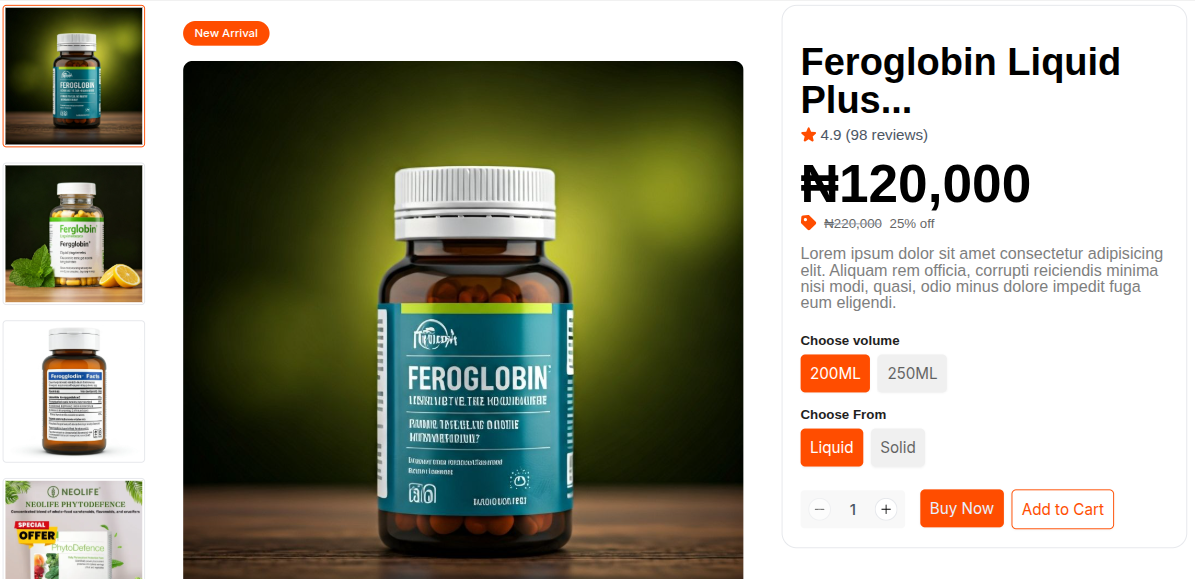 New Arrival
FEROGLOBIN
Ferglobin
Fergglobin
NEOLIFE
NEOLIFE PHYTODEFENCE
SPECIAL
OFFER
PhytoDefence
FEROGLOBIN
Feroglobin Liquid
Plus...
4.9 (98 reviews)
₦120,000
₦220,000 25% off
Lorem ipsum dolor sit amet consectetur adipisicing
elit. Aliquam rem officia, corrupti reiciendis minima
nisi modi, quasi, odio minus dolore impedit fuga
eum eligendi.
Choose volume
200ML 250ML
Choose From
Liquid Solid
− 1 + Buy Now Add to Cart